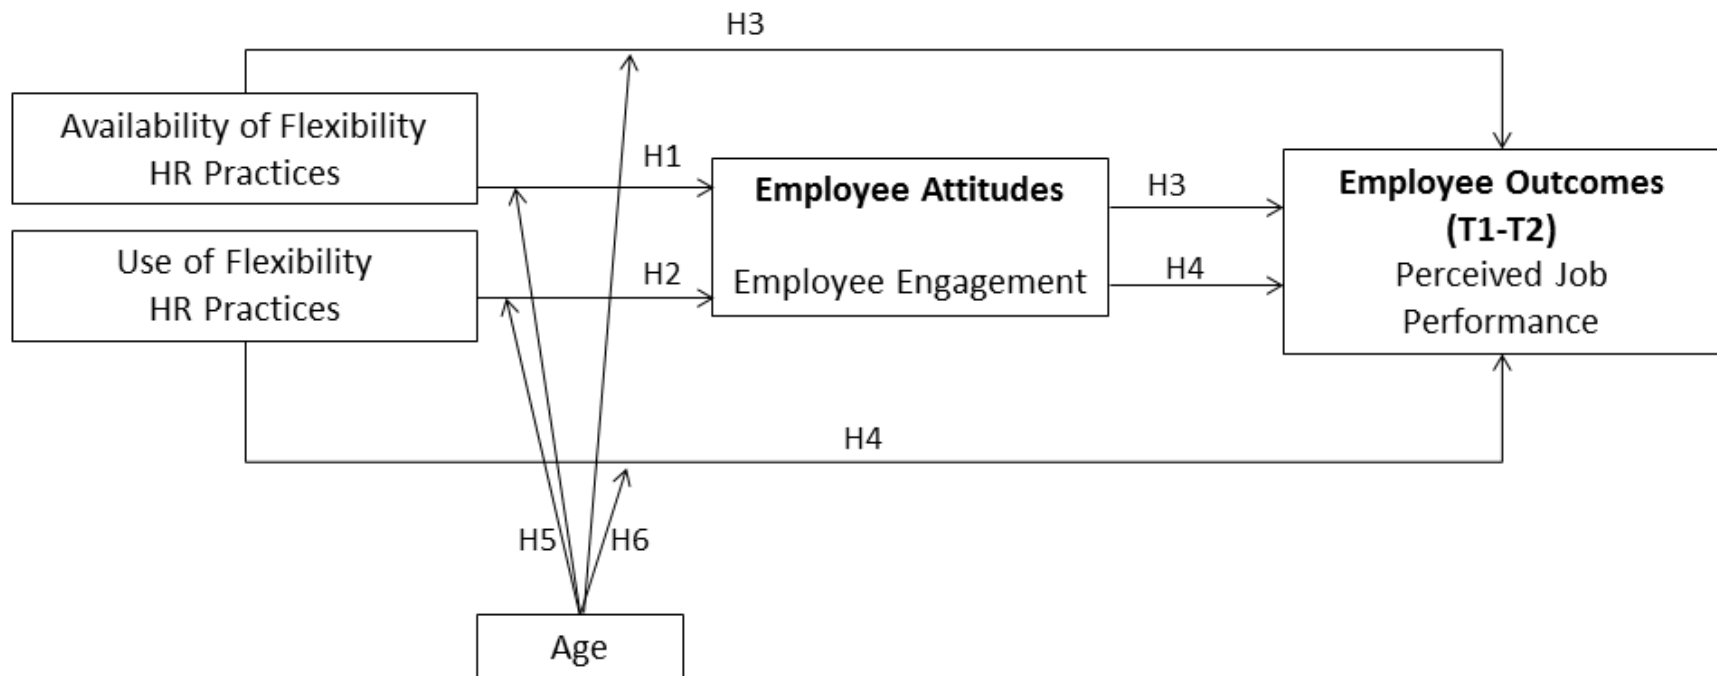 H3
Availability of Flexibility
HR Practices
H1
Employee Attitudes
Employee Engagement
H3
H4
Employee Outcomes
(T1-T2)
Perceived Job
Performance
Use of Flexibility
HR Practices
H2
H4
H5
H6
Age